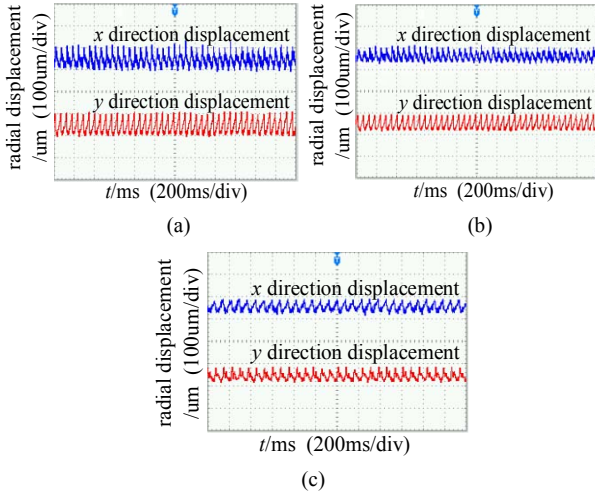 radial displacement
/um (100um/div)
x direction displacement
y direction displacement
t/ms (200ms/div)
(a)
radial displacement
/um (100um/div)
x direction displacement
y direction displacement
t/ms (200ms/div)
(b)
radial displacement
/um (100um/div)
x direction displacement
y direction displacement
t/ms (200ms/div)
(c)